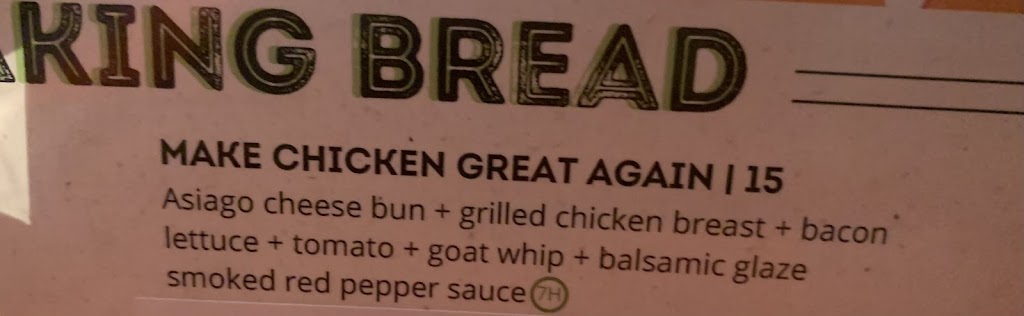 AKING BREAD
MAKE CHICKEN GREAT AGAIN | 15
Asiago cheese bun + grilled chicken breast + bacon
lettuce + tomato + goat whip + balsamic glaze
smoked red pepper sauce 7H